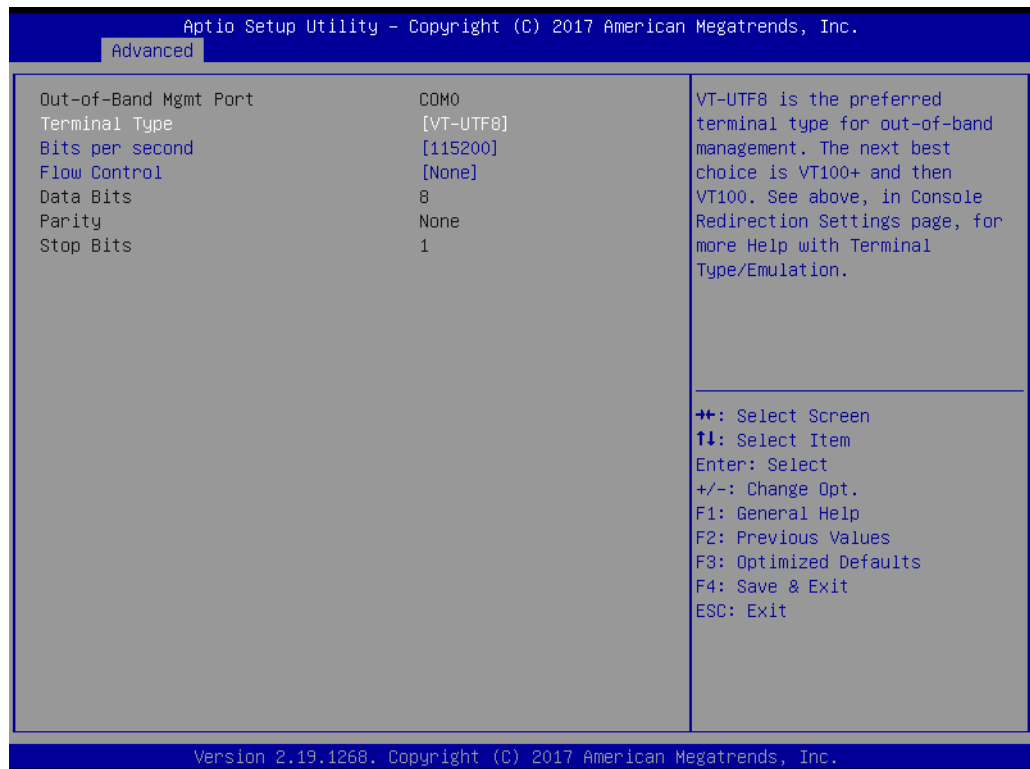 Aptio Setup Utility – Copyright (C) 2017 American Megatrends, Inc.
Advanced
Out-of-Band Mgmt Port COM0
Terminal Type [VT-UTF8]
Bits per second [115200]
Flow Control [None]
Data Bits 8
Parity None
Stop Bits 1
VT-UTF8 is the preferred
terminal type for out-of-band
management. The next best
choice is VT100+ and then
VT100. See above, in Console
Redirection Settings page, for
more Help with Terminal
Type/Emulation.
→←: Select Screen
↑↓: Select Item
Enter: Select
+/-: Change Opt.
F1: General Help
F2: Previous Values
F3: Optimized Defaults
F4: Save & Exit
ESC: Exit
Version 2.19.1268. Copyright (C) 2017 American Megatrends, Inc.